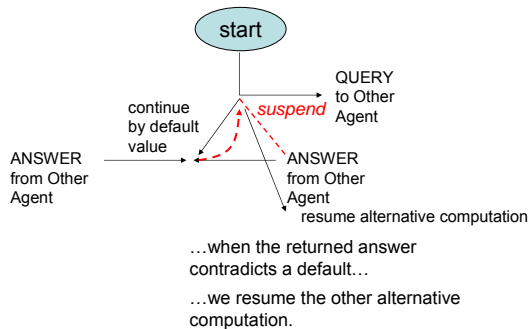 start
QUERY
to Other
Agent
suspend
continue
by default
value
ANSWER
from Other
Agent
ANSWER
from Other
Agent
resume alternative computation
…when the returned answer
contradicts a default…
…we resume the other alternative
computation.